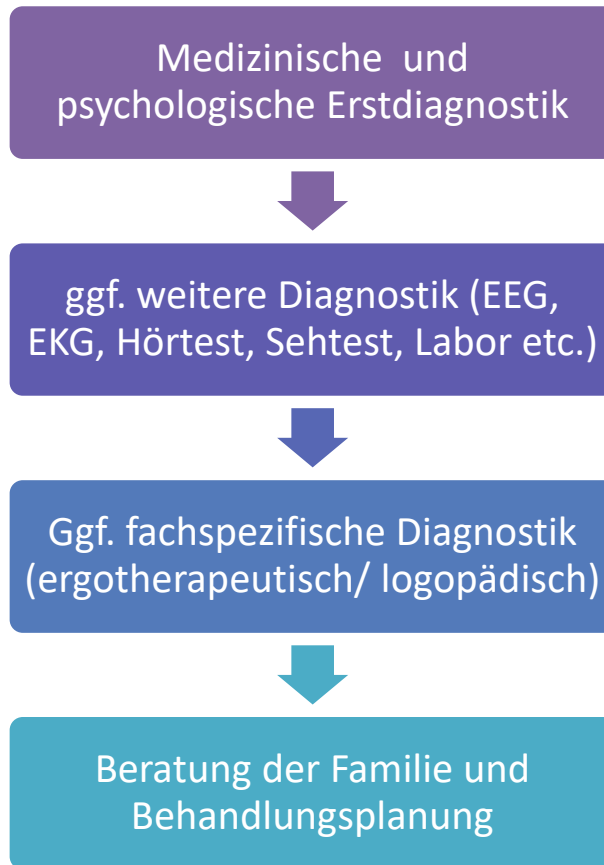 Medizinische und
psychologische Erstdiagnostik
ggf. weitere Diagnostik (EEG,
EKG, Hörtest, Sehtest, Labor etc.)
Ggf. fachspezifische Diagnostik
(ergotherapeutisch/ logopädisch)
Beratung der Familie und
Behandlungsplanung